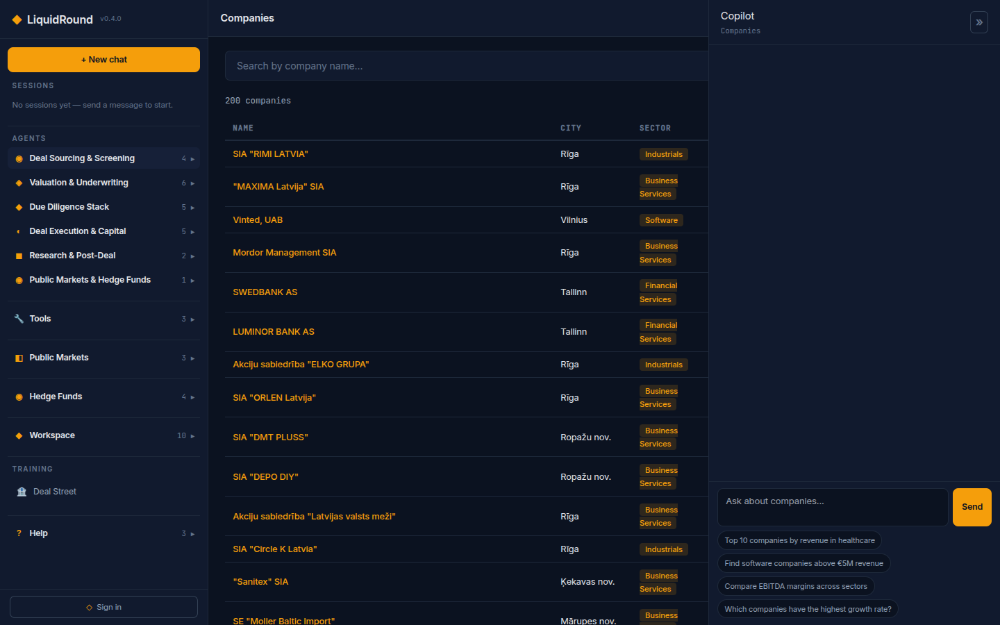 LiquidRound v0.4.0
+ New chat
SESSIONS
No sessions yet — send a message to start.
AGENTS
Deal Sourcing & Screening 4 ▸
Valuation & Underwriting 6 ▸
Due Diligence Stack 5 ▸
Deal Execution & Capital 5 ▸
Research & Post-Deal 2 ▸
Public Markets & Hedge Funds 1 ▸
Tools 3 ▸
Public Markets 3 ▸
Hedge Funds 4 ▸
Workspace 10 ▸
TRAINING
Deal Street
? Help 3 ▸
Sign in
Companies
Search by company name...
200 companies
NAME CITY SECTOR
SIA "RIMI LATVIA" Rīga Industrials
"MAXIMA Latvija" SIA Rīga Business
Services
Vinted, UAB Vilnius Software
Mordor Management SIA Rīga Business
Services
SWEDBANK AS Tallinn Financial
Services
LUMINOR BANK AS Tallinn Financial
Services
Akciju sabiedrība "ELKO GRUPA" Rīga Industrials
SIA "ORLEN Latvija" Rīga Business
Services
SIA "DMT PLUSS" Ropažu nov. Business
Services
SIA "DEPO DIY" Ropažu nov. Business
Services
Akciju sabiedrība "Latvijas valsts meži" Rīga Business
Services
SIA "Circle K Latvia" Rīga Industrials
"Sanitex" SIA Ķekavas nov. Business
Services
SE "Moller Baltic Import" Mārupes nov. Business
Copilot
Companies
»
Ask about companies...
Send
Top 10 companies by revenue in healthcare
Find software companies above €5M revenue
Compare EBITDA margins across sectors
Which companies have the highest growth rate?